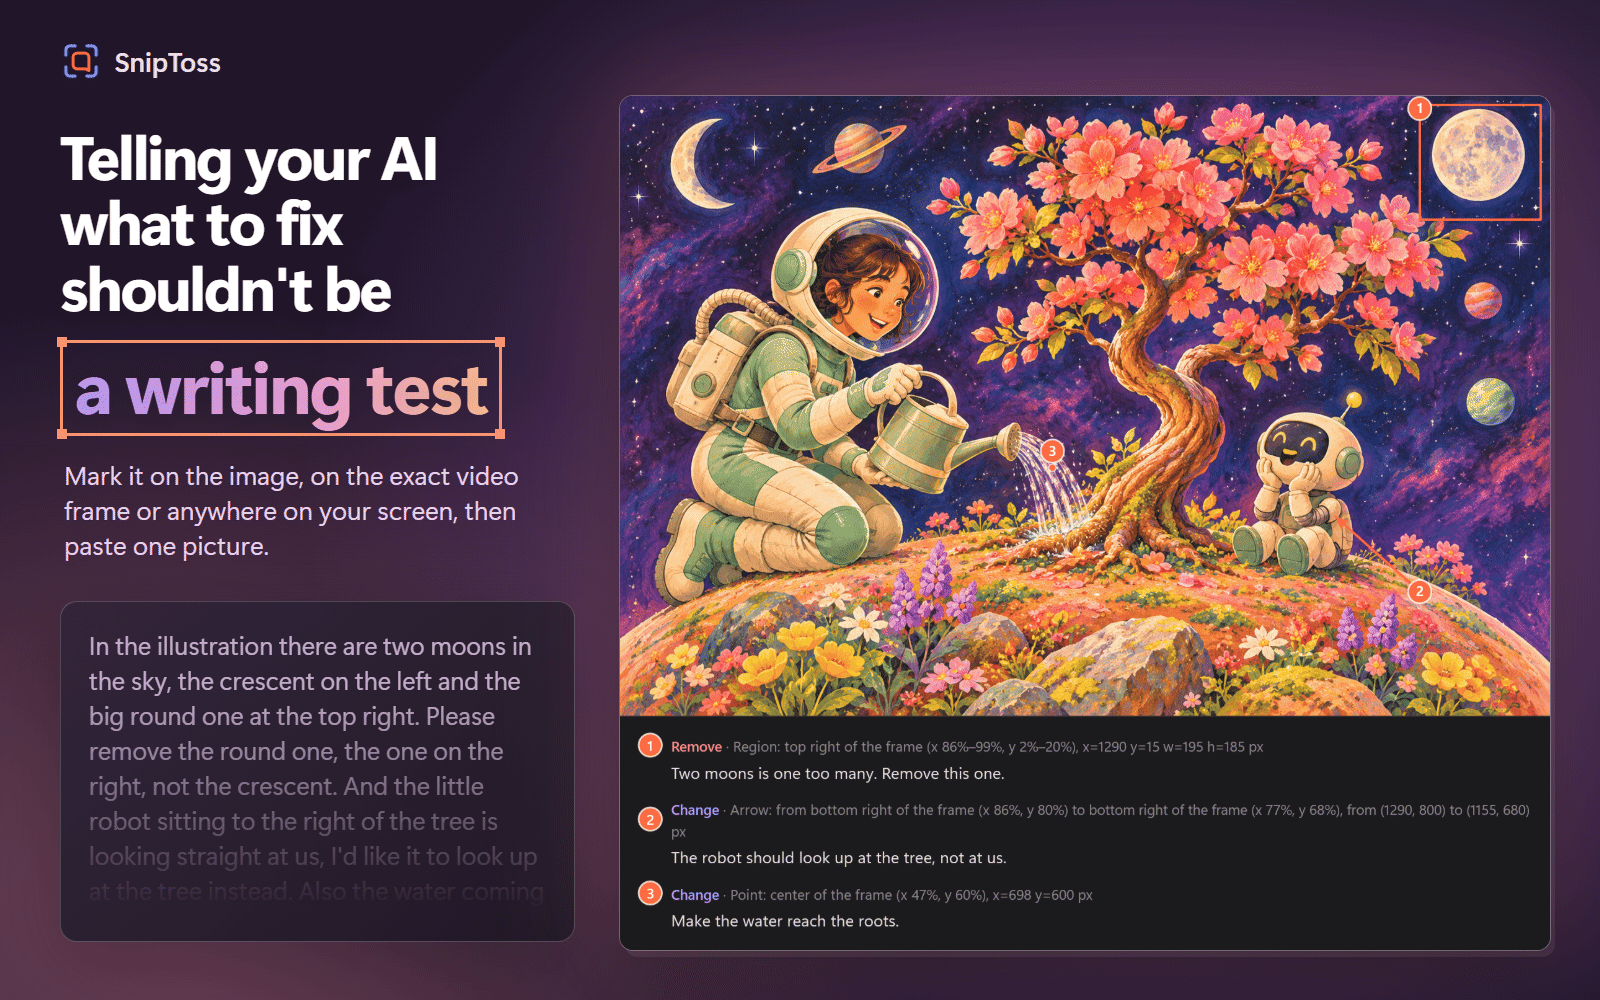 SnipToss
Telling your AI
what to fix
shouldn't be
a writing test
Mark it on the image, on the exact video
frame or anywhere on your screen, then
paste one picture.
In the illustration there are two moons in
the sky, the crescent on the left and the
big round one at the top right. Please
remove the round one, the one on the
right, not the crescent. And the little
robot sitting to the right of the tree is
looking straight at us, I'd like it to look up
at the tree instead. Also the water coming
1
3
2
1 Remove · Region: top right of the frame (x 86%–99%, y 2%–20%), x=1290 y=15 w=195 h=185 px
Two moons is one too many. Remove this one.
2 Change · Arrow: from bottom right of the frame (x 86%, y 80%) to bottom right of the frame (x 77%, y 68%), from (1290, 800) to (1155, 680)
px
The robot should look up at the tree, not at us.
3 Change · Point: center of the frame (x 47%, y 60%), x=698 y=600 px
Make the water reach the roots.